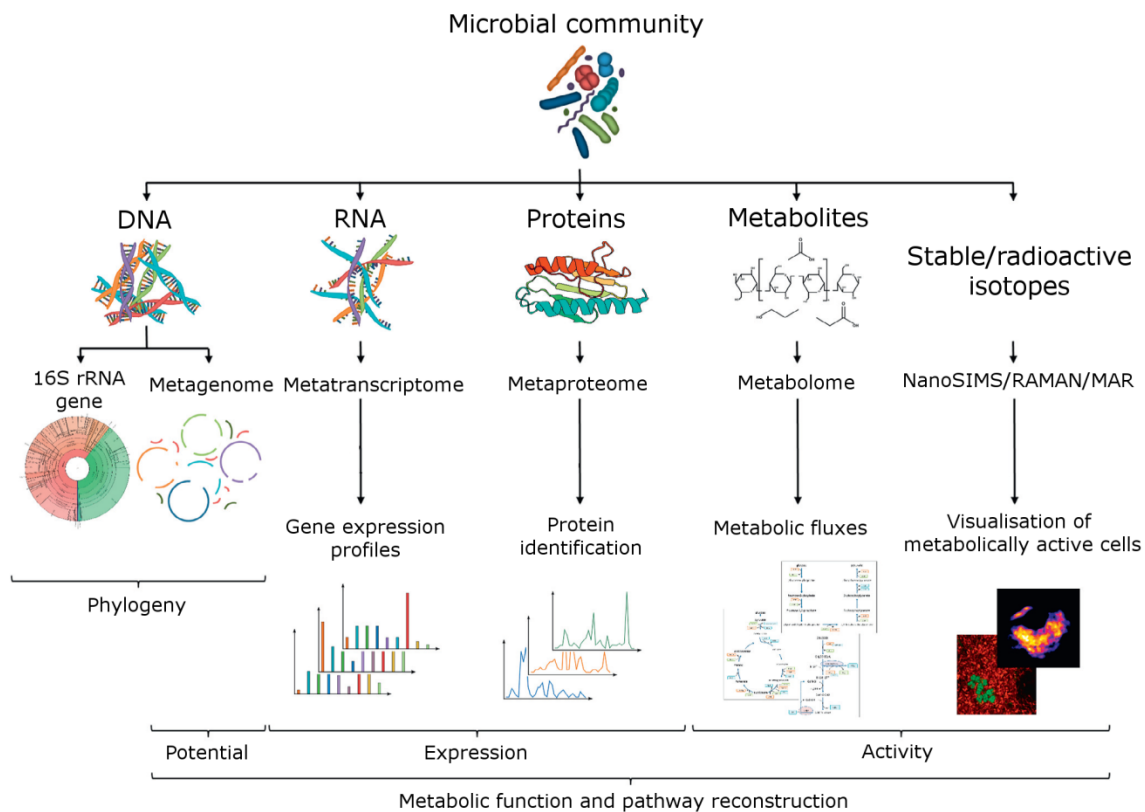 Microbial community
DNA
RNA
Proteins
Metabolites
Stable/radioactive
isotopes
16S rRNA
gene
Metagenome
Metatranscriptome
Metaproteome
Metabolome
NanoSIMS/RAMAN/MAR
Gene expression
profiles
Protein
identification
Metabolic fluxes
Visualisation of
metabolically active cells
Phylogeny
Potential
Expression
Activity
Metabolic function and pathway reconstruction